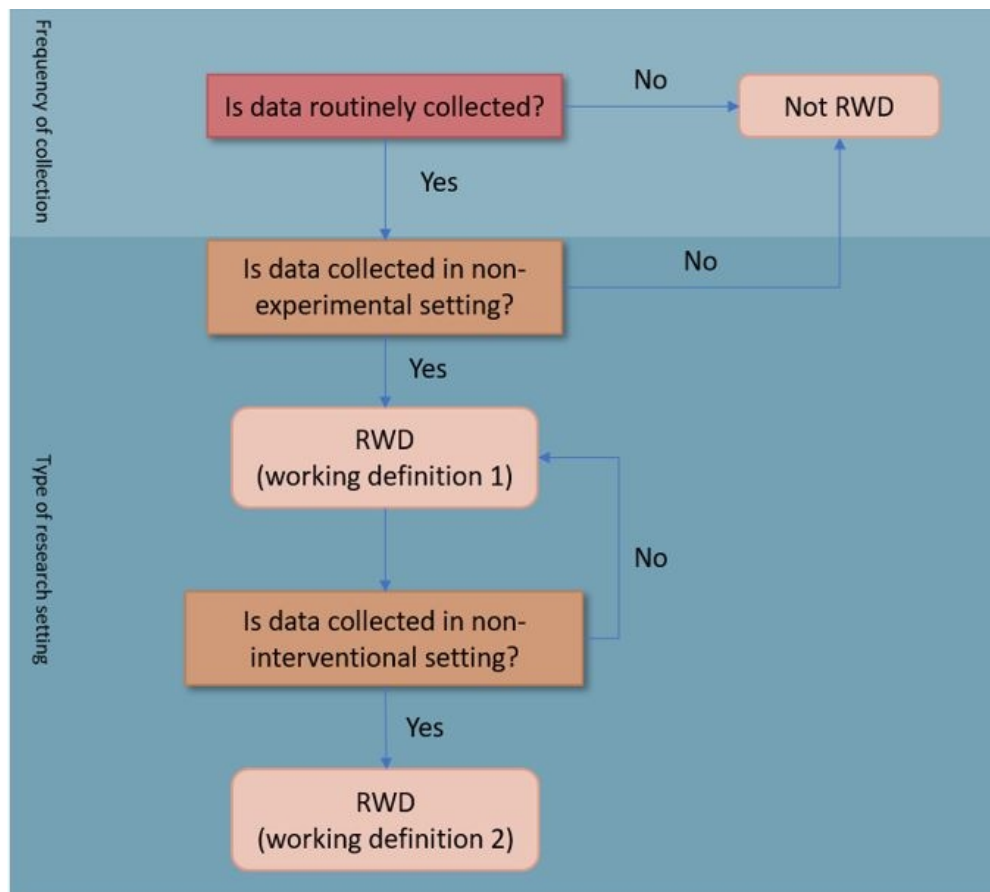 Frequency of collection
Is data routinely collected?
No
Not RWD
Yes
Is data collected in non-
experimental setting?
No
Yes
Type of research setting
RWD
(working definition 1)
No
Is data collected in non-
interventional setting?
Yes
RWD
(working definition 2)